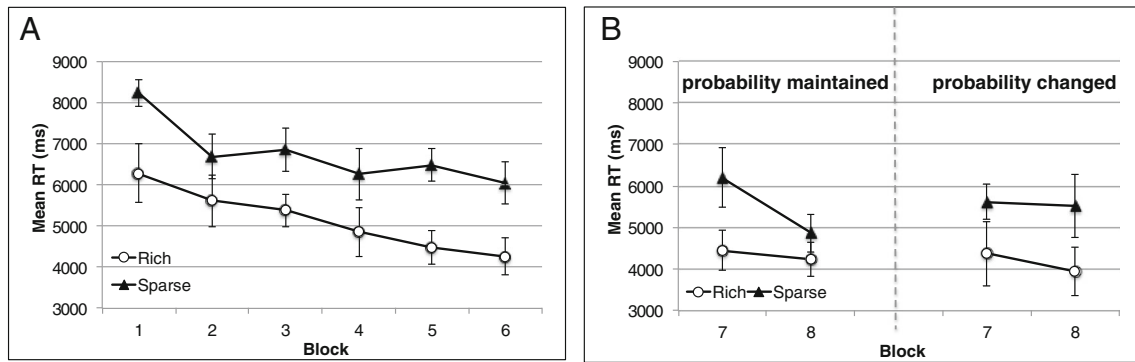 A
Mean RT (ms)
9000
8000
7000
6000
5000
4000
3000
Rich
Sparse
1 2 3 4 5 6
Block
B
Mean RT (ms)
9000
8000
7000
6000
5000
4000
3000
probability maintained
probability changed
Rich Sparse
7 8 7 8
Block